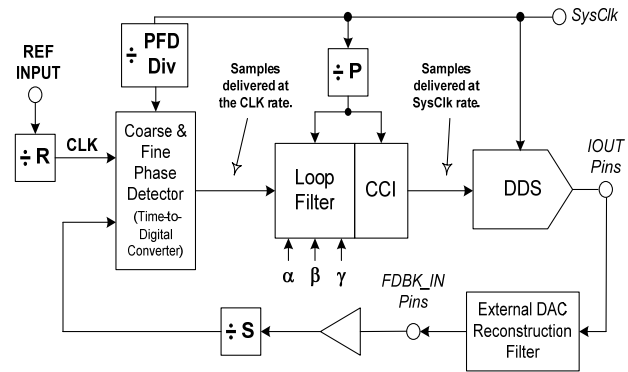 SysClk
÷ PFD
Div
REF
INPUT
÷ P
Samples
delivered at
the CLK rate.
Samples
delivered at
SysClk rate.
÷ R
CLK
Coarse &
Fine
Phase
Detector
(Time-to-
Digital
Converter)
Loop
Filter
CCI
DDS
IOUT
Pins
α β γ
FDBK_IN
Pins
÷ S
External DAC
Reconstruction
Filter